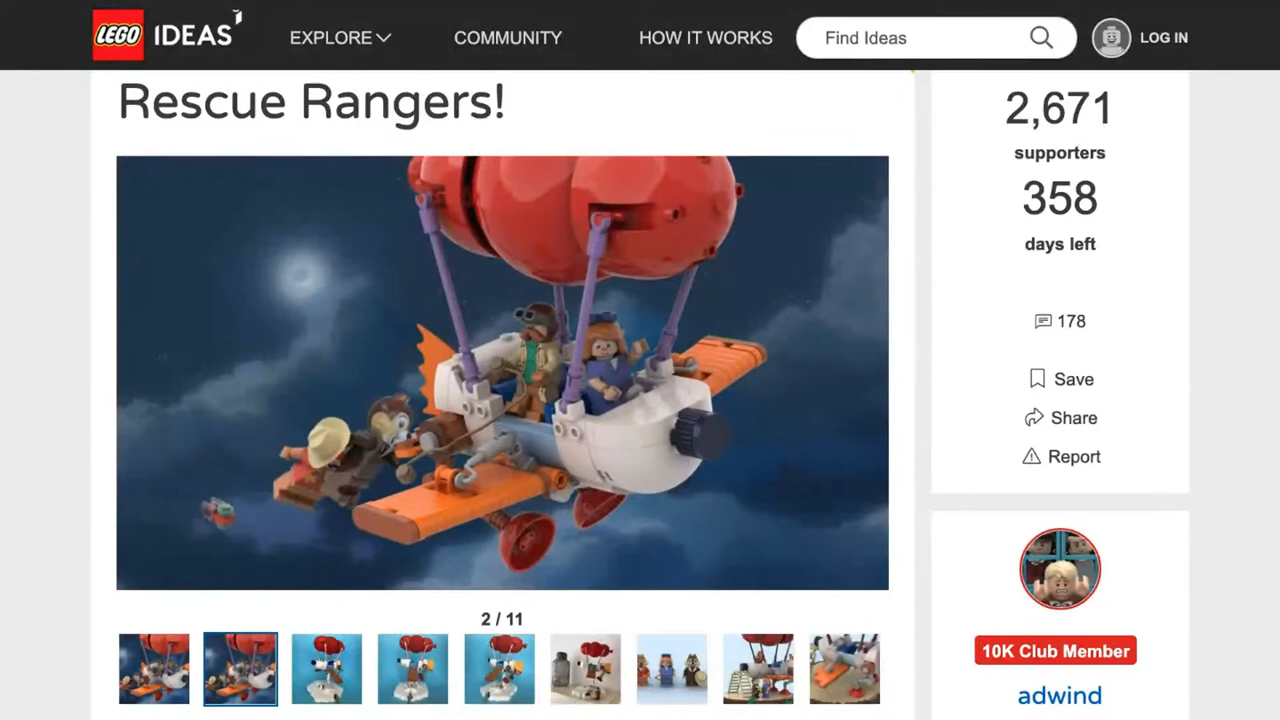 LEGO IDEAS
EXPLORE
COMMUNITY
HOW IT WORKS
Find Ideas
LOG IN
Rescue Rangers!
2,671
supporters
358
days left
178
Save
Share
Report
2 / 11
10K Club Member
adwind